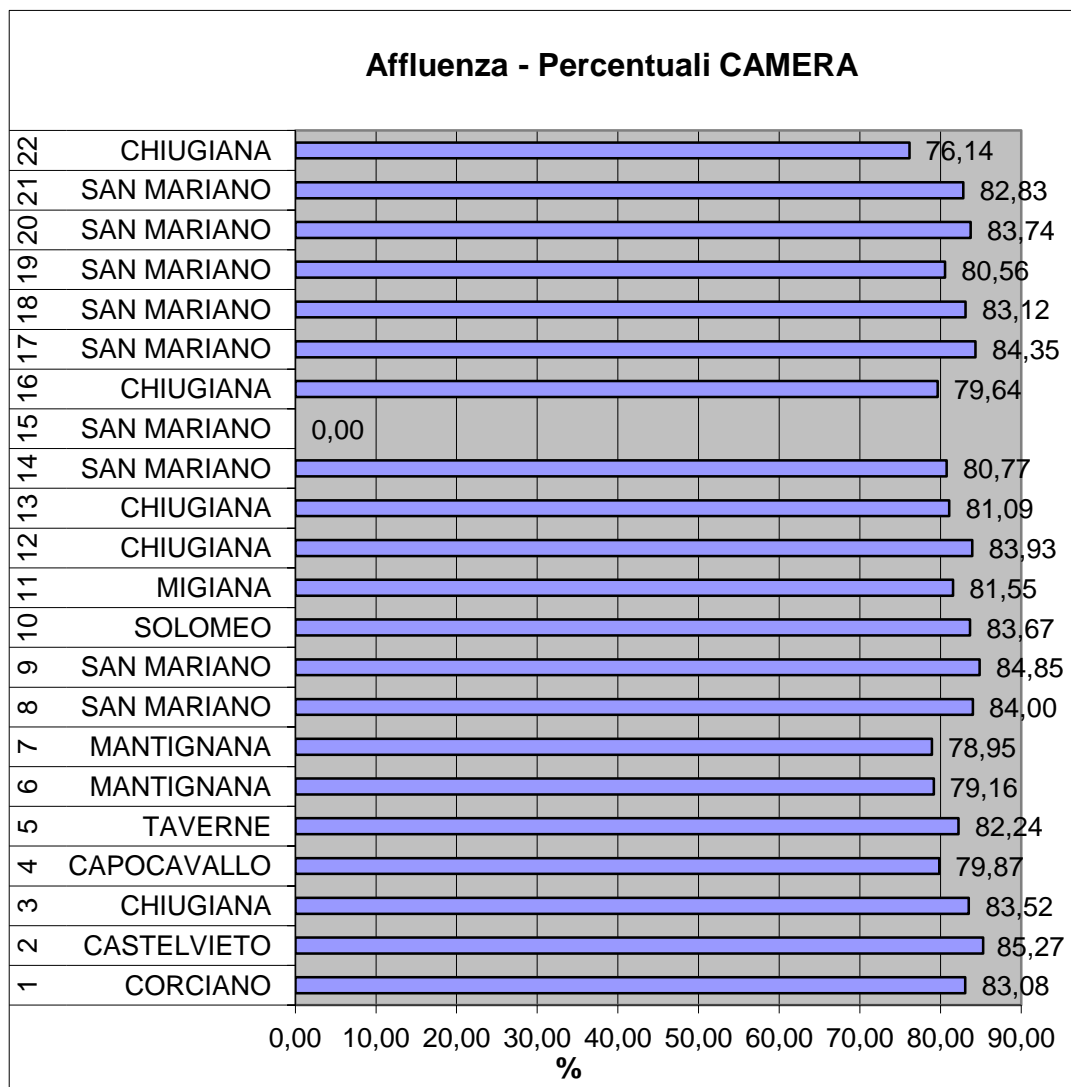 Affluenza - Percentuali CAMERA
22 CHIUGIANA 76,14
21 SAN MARIANO 82,83
20 SAN MARIANO 83,74
19 SAN MARIANO 80,56
18 SAN MARIANO 83,12
17 SAN MARIANO 84,35
16 CHIUGIANA 79,64
15 SAN MARIANO 0,00
14 SAN MARIANO 80,77
13 CHIUGIANA 81,09
12 CHIUGIANA 83,93
11 MIGIANA 81,55
10 SOLOMEO 83,67
9 SAN MARIANO 84,85
8 SAN MARIANO 84,00
7 MANTIGNANA 78,95
6 MANTIGNANA 79,16
5 TAVERNE 82,24
4 CAPOCAVALLO 79,87
3 CHIUGIANA 83,52
2 CASTELVIETO 85,27
1 CORCIANO 83,08
0,00 10,00 20,00 30,00 40,00 50,00 60,00 70,00 80,00 90,00
%